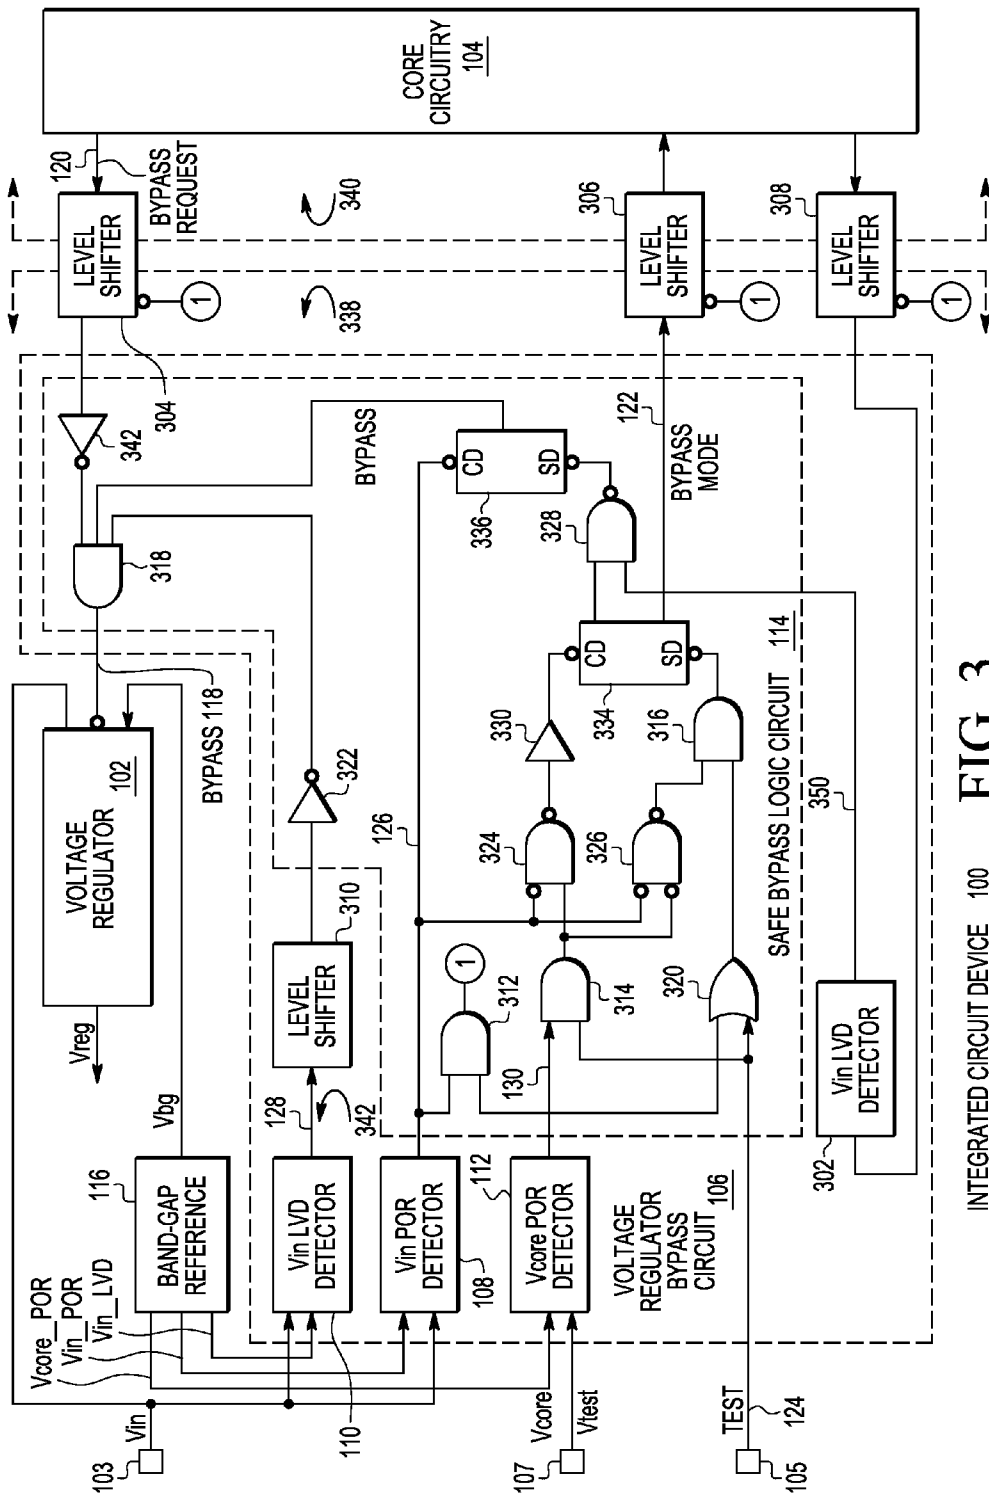 CORE
CIRCUITRY
104
120
BYPASS
REQUEST
LEVEL
SHIFTER
1
304
340
338
306
LEVEL
SHIFTER
1
308
LEVEL
SHIFTER
1
342
318
BYPASS
122
BYPASS
MODE
CD
SD
336
328
CD
SD
334
114
330
316
SAFE BYPASS LOGIC CIRCUIT
350
BYPASS 118
102
VOLTAGE
REGULATOR
322
126
324
326
310
LEVEL
SHIFTER
1
312
314
320
Vreg
Vbg
128
342
130
Vin LVD
DETECTOR
302
116
BAND-GAP
REFERENCE
Vin LVD
DETECTOR
110
Vin POR
DETECTOR
108
112
Vcore POR
DETECTOR
VOLTAGE
REGULATOR
BYPASS
CIRCUIT
106
Vcore_POR
Vin_POR
Vin_LVD
Vin
103
Vcore
Vtest
107
TEST
124
105
INTEGRATED CIRCUIT DEVICE 100
FIG. 3